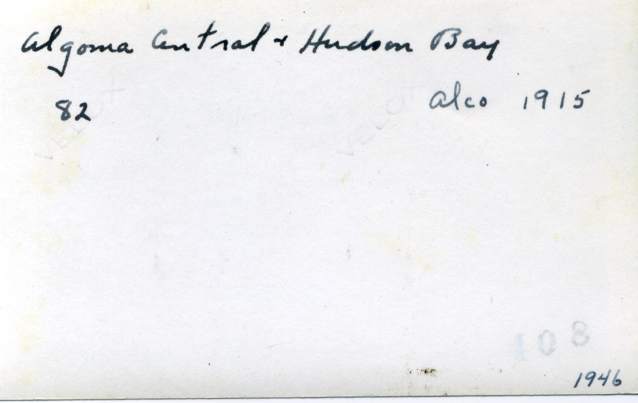 Algoma Central & Hudson Bay
82 Alco 1915
108
1946